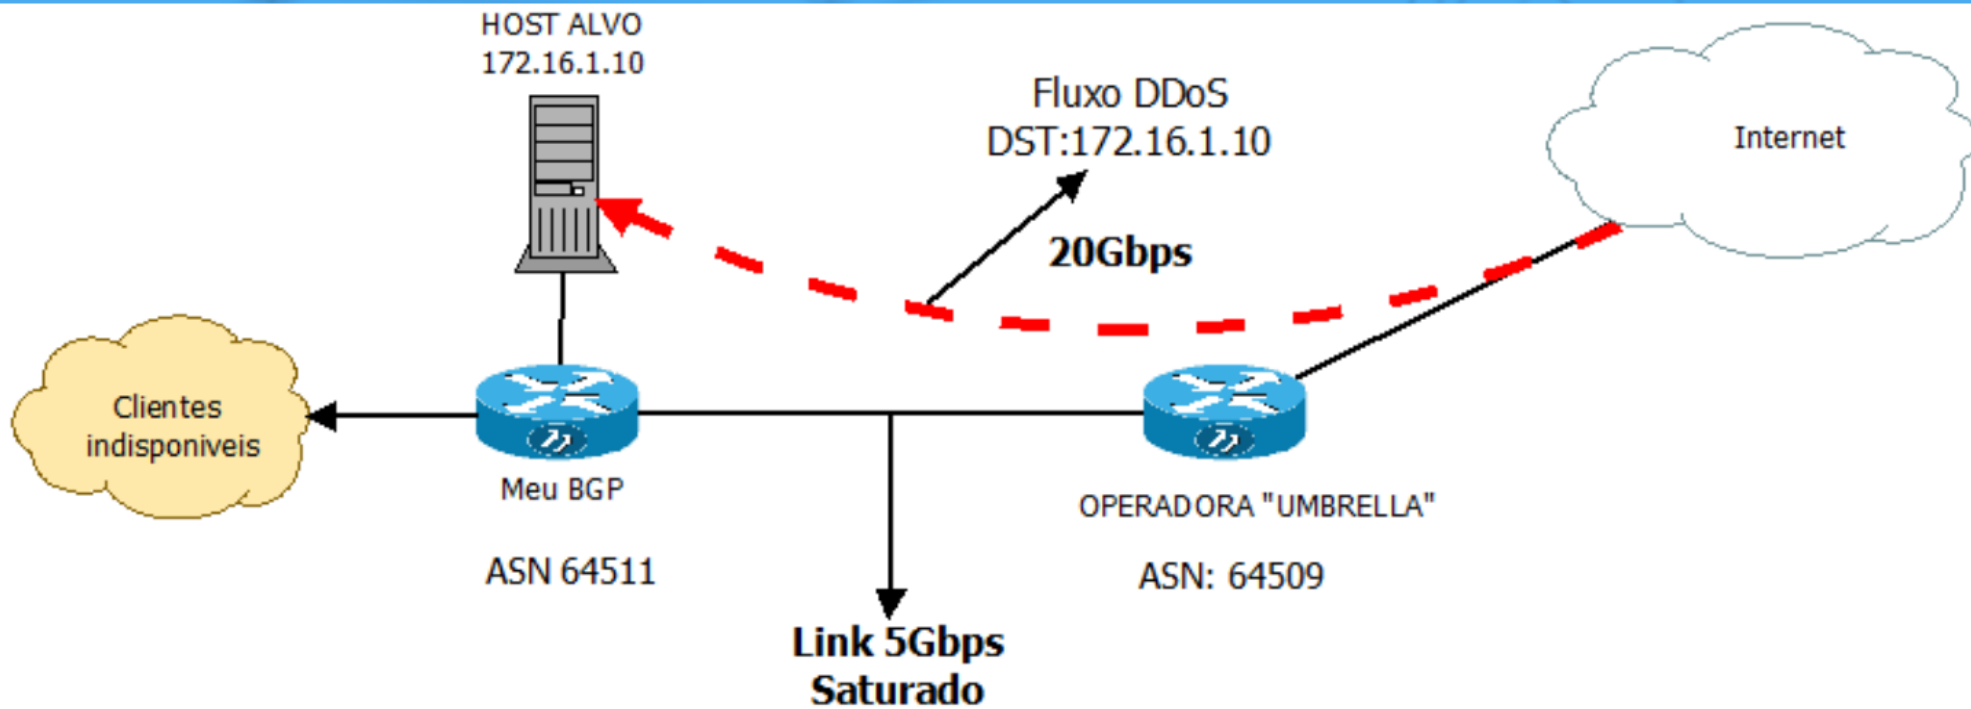 HOST ALVO
172.16.1.10
Fluxo DDoS
DST:172.16.1.10
Internet
20Gbps
Clientes
indisponiveis
Meu BGP
OPERADORA "UMBRELLA"
ASN 64511
ASN: 64509
Link 5Gbps
Saturado